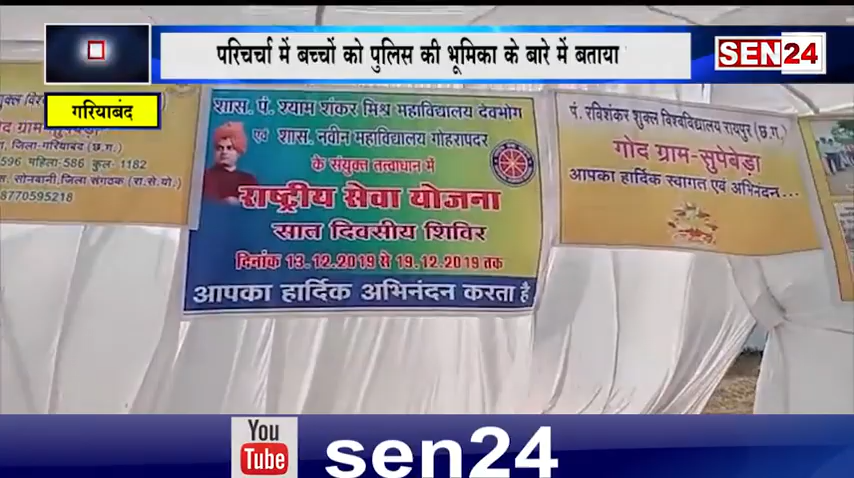 परिचर्चा में बच्चों को पुलिस की भूमिका के बारे में बताया
SEN24
गरियाबंद
596 महिला-586 कुल- 1182
सोनबानी, जिला संगठक (रा.से.यो.)
8770595218
शास. पं. श्याम शंकर मिश्र महाविद्यालय देवभोग
एवं शास. नवीन महाविद्यालय गोहरापदर
के संयुक्त तत्वाधान में
राष्ट्रीय सेवा योजना
सात दिवसीय शिविर
दिनांक 13.12.2019 से 19.12.2019 तक
आपका हार्दिक अभिनंदन करता है
पं. रविशंकर शुक्ल विश्वविद्यालय रायपुर (छ.ग.)
गोद ग्राम-सुपेबेड़ा
आपका हार्दिक स्वागत एवं अभिनंदन...
You
Tube
sen24